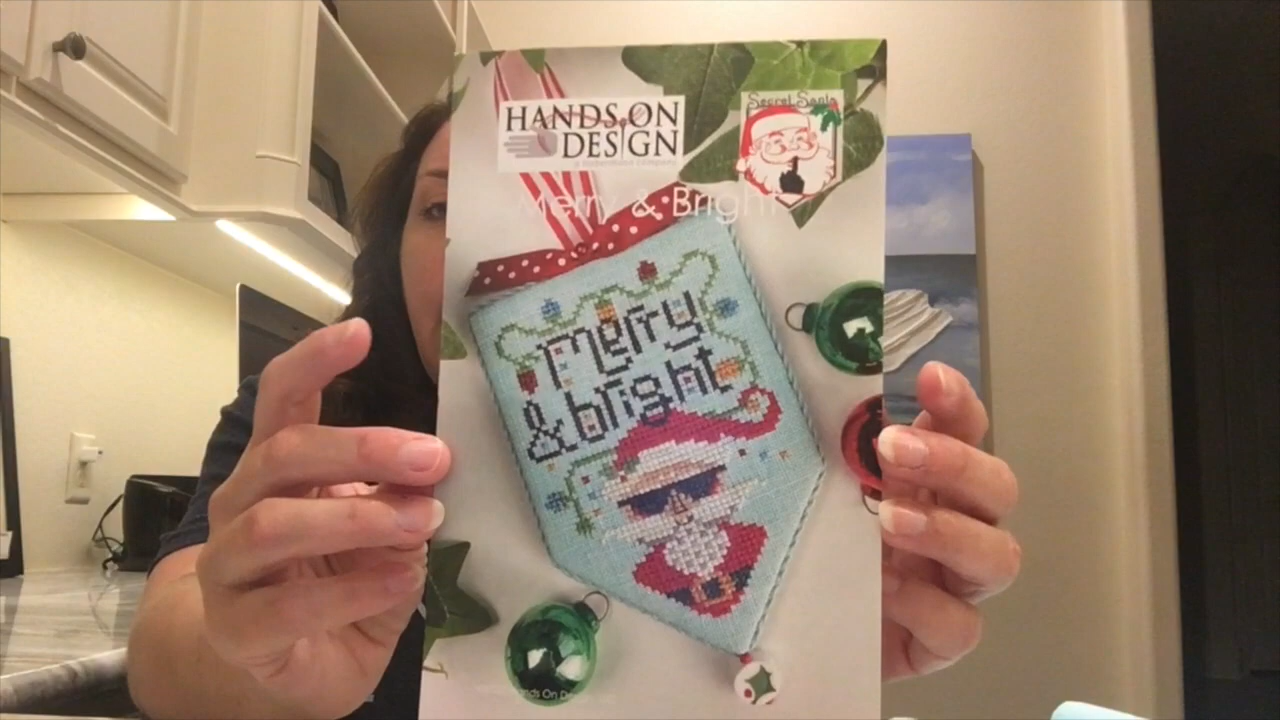 HANDS ON
DESIGN
Secret Santa
Merry & Bright
merry
& bright